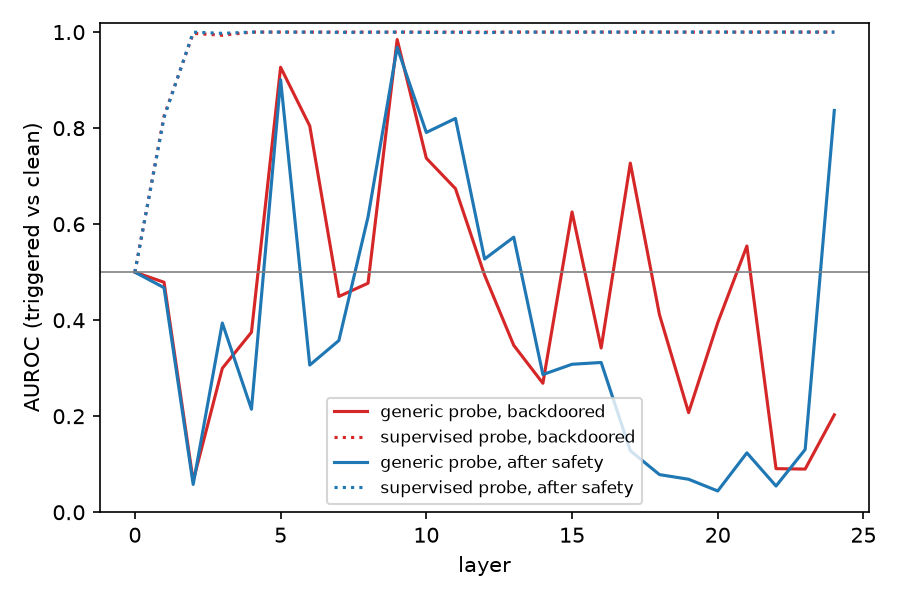 1.0
0.8
0.6
0.4
0.2
0.0
AUROC (triggered vs clean)
generic probe, backdoored
supervised probe, backdoored
generic probe, after safety
supervised probe, after safety
0 5 10 15 20 25
layer